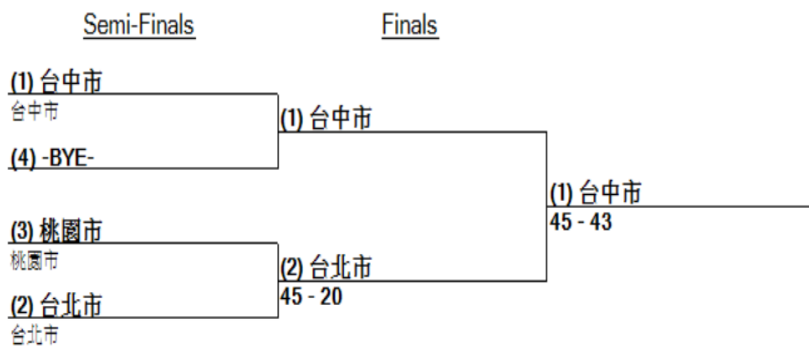 Semi-Finals
Finals
(1) 台中市
台中市
(4) -BYE-
(3) 桃園市
桃園市
(2) 台北市
台北市
(1) 台中市
(2) 台北市
45 - 20
(1) 台中市
45 - 43